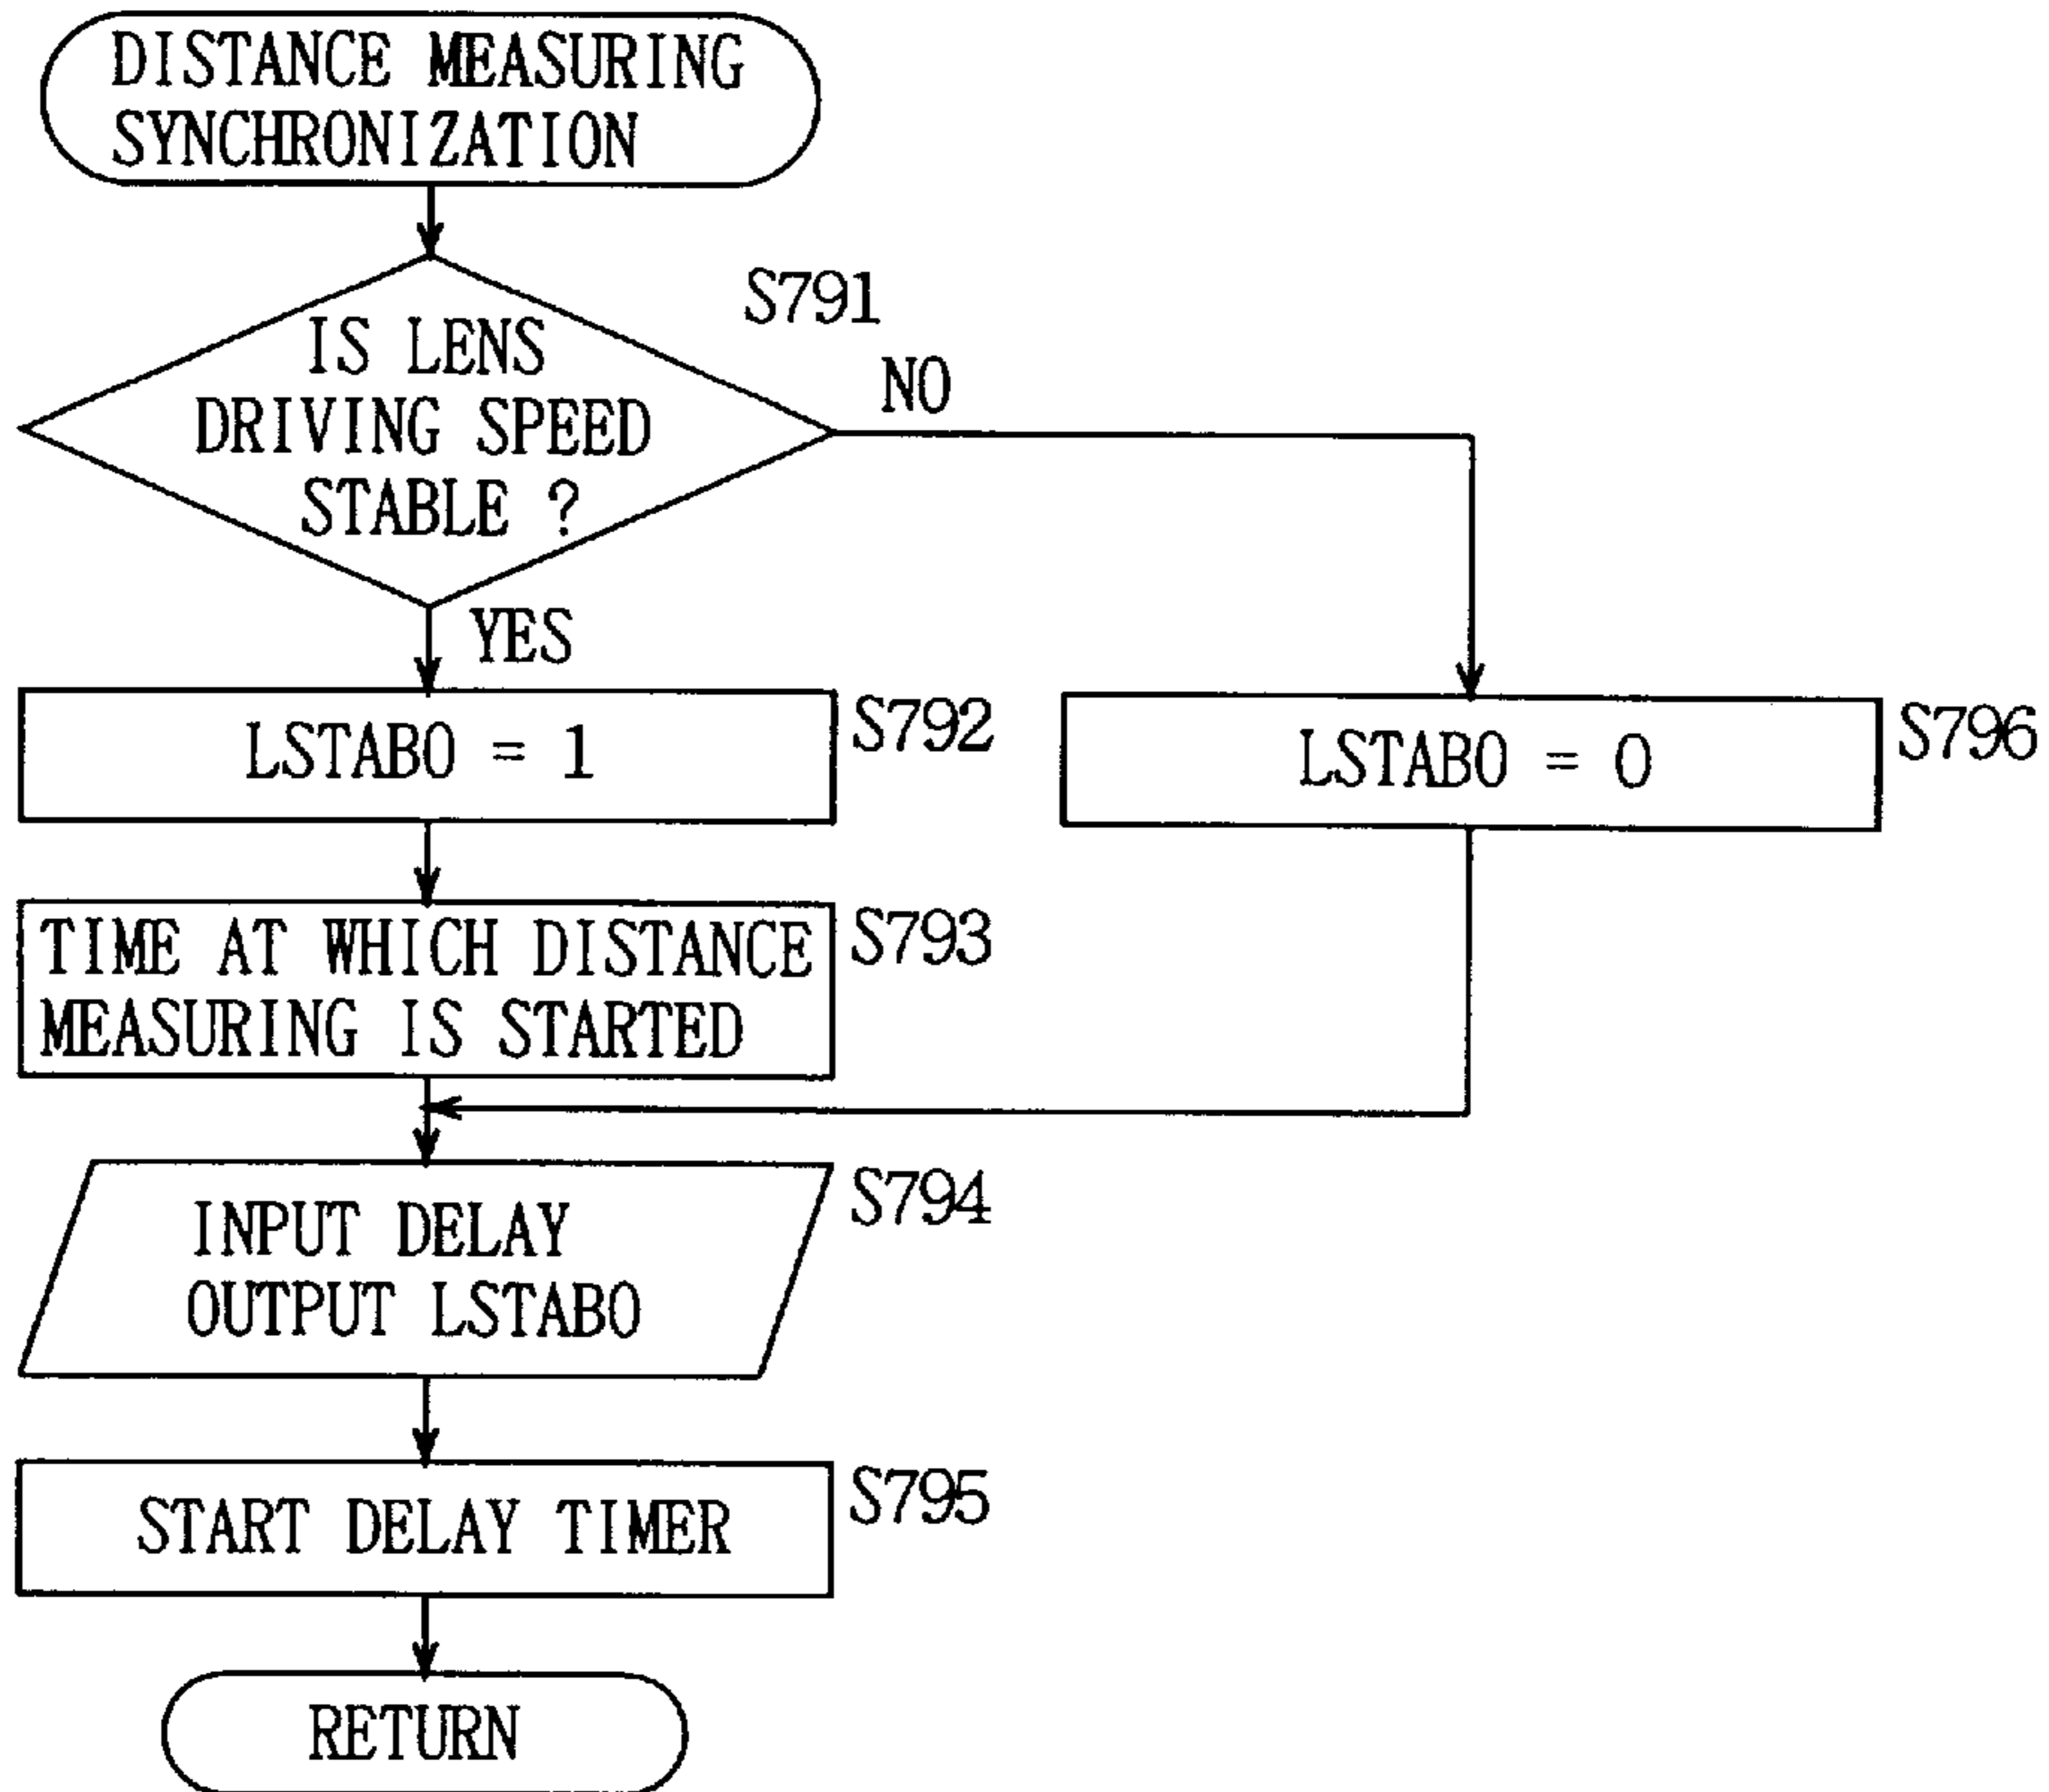 DISTANCE MEASURING
SYNCHRONIZATION
S791
IS LENS
DRIVING SPEED
STABLE ?
NO
YES
LSTABO = 1
S792
LSTABO = 0
S796
TIME AT WHICH DISTANCE
MEASURING IS STARTED
S793
INPUT DELAY
OUTPUT LSTABO
S794
START DELAY TIMER
S795
RETURN